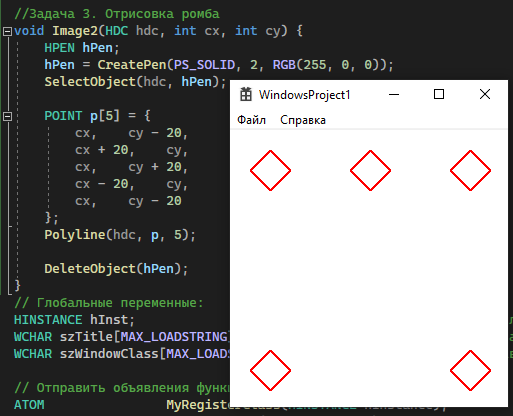 //Задача 3. Отрисовка ромба
void Image2(HDC hdc, int cx, int cy) {
HPEN hPen;
hPen = CreatePen(PS_SOLID, 2, RGB(255, 0, 0));
SelectObject(hdc, hPen);
POINT p[5] = {
cx, cy - 20,
cx + 20, cy,
cx, cy + 20,
cx - 20, cy,
cx, cy - 20
};
Polyline(hdc, p, 5);
DeleteObject(hPen);
}
WindowsProject1
Файл Справка
// Глобальные переменные:
HINSTANCE hInst;
WCHAR szTitle[MAX_LOADSTRING]
WCHAR szWindowClass[MAX_LOADS
// Отправить объявления функц
ATOM